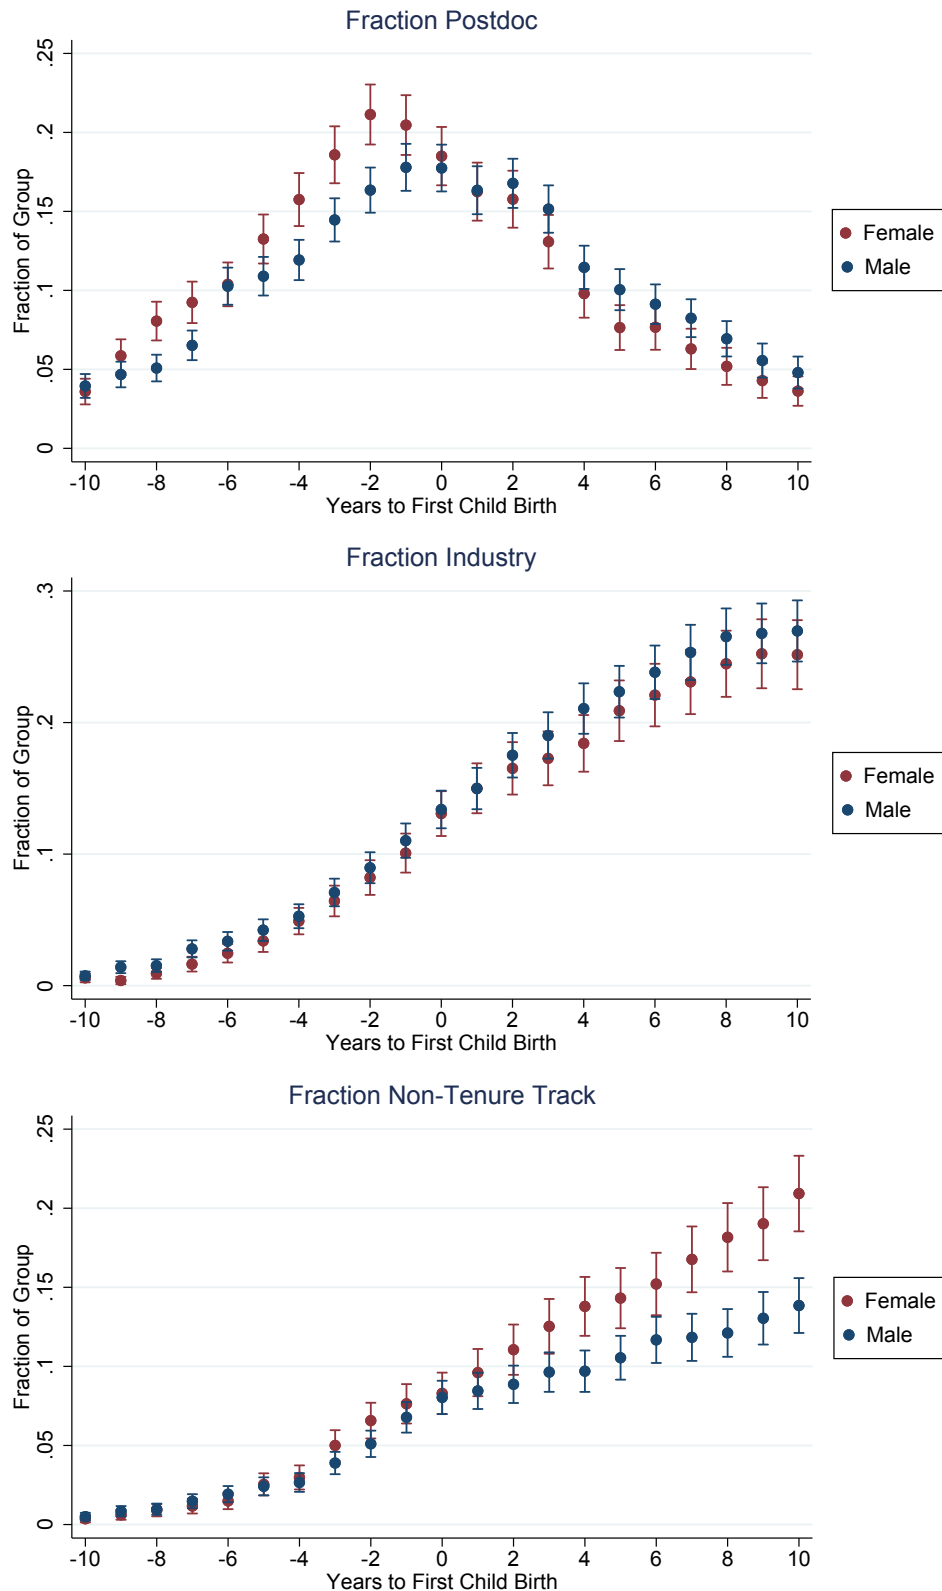 Fraction Postdoc
Fraction of Group
.25
.2
.15
.1
.05
0
-10 -8 -6 -4 -2 0 2 4 6 8 10
Years to First Child Birth
Female
Male
Fraction Industry
Fraction of Group
.3
.2
.1
0
-10 -8 -6 -4 -2 0 2 4 6 8 10
Years to First Child Birth
Female
Male
Fraction Non-Tenure Track
Fraction of Group
.25
.2
.15
.1
.05
0
-10 -8 -6 -4 -2 0 2 4 6 8 10
Years to First Child Birth
Female
Male